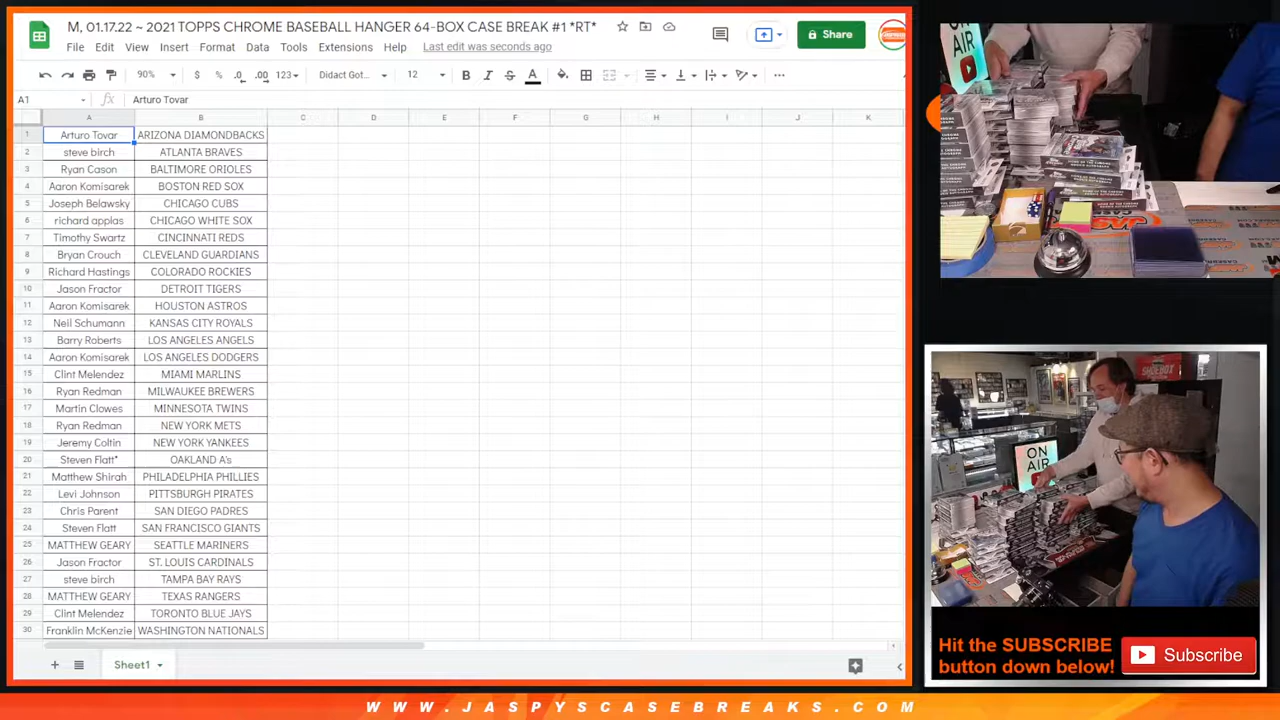 M, 01.17.22 ~ 2021 TOPPS CHROME BASEBALL HANGER 64-BOX CASE BREAK #1 *RT*
File Edit View Insert Format Data Tools Extensions Help Last edit was seconds ago
Share
90% $ % .0 .00 123 Didact Got... 12 B I S A
A1 fx Arturo Tovar
A B C D E F G H I J K
1 Arturo Tovar ARIZONA DIAMONDBACKS
2 steve birch ATLANTA BRAVES
3 Ryan Cason BALTIMORE ORIOLES
4 Aaron Komisarek BOSTON RED SOX
5 Joseph Belawsky CHICAGO CUBS
6 richard applas CHICAGO WHITE SOX
7 Timothy Swartz CINCINNATI REDS
8 Bryan Crouch CLEVELAND GUARDIANS
9 Richard Hastings COLORADO ROCKIES
10 Jason Fractor DETROIT TIGERS
11 Aaron Komisarek HOUSTON ASTROS
12 Neil Schumann KANSAS CITY ROYALS
13 Barry Roberts LOS ANGELES ANGELS
14 Aaron Komisarek LOS ANGELES DODGERS
15 Clint Melendez MIAMI MARLINS
16 Ryan Redman MILWAUKEE BREWERS
17 Martin Clowes MINNESOTA TWINS
18 Ryan Redman NEW YORK METS
19 Jeremy Coltin NEW YORK YANKEES
20 Steven Flatt* OAKLAND A's
21 Matthew Shirah PHILADELPHIA PHILLIES
22 Levi Johnson PITTSBURGH PIRATES
23 Chris Parent SAN DIEGO PADRES
24 Steven Flatt SAN FRANCISCO GIANTS
25 MATTHEW GEARY SEATTLE MARINERS
26 Jason Fractor ST. LOUIS CARDINALS
27 steve birch TAMPA BAY RAYS
28 MATTHEW GEARY TEXAS RANGERS
29 Clint Melendez TORONTO BLUE JAYS
30 Franklin McKenzie WASHINGTON NATIONALS
Sheet1
ON
AIR
SHOEBOX
ON
AIR
Hit the SUBSCRIBE
button down below!
Subscribe
WWW.JASPYSCASEBREAKS.COM